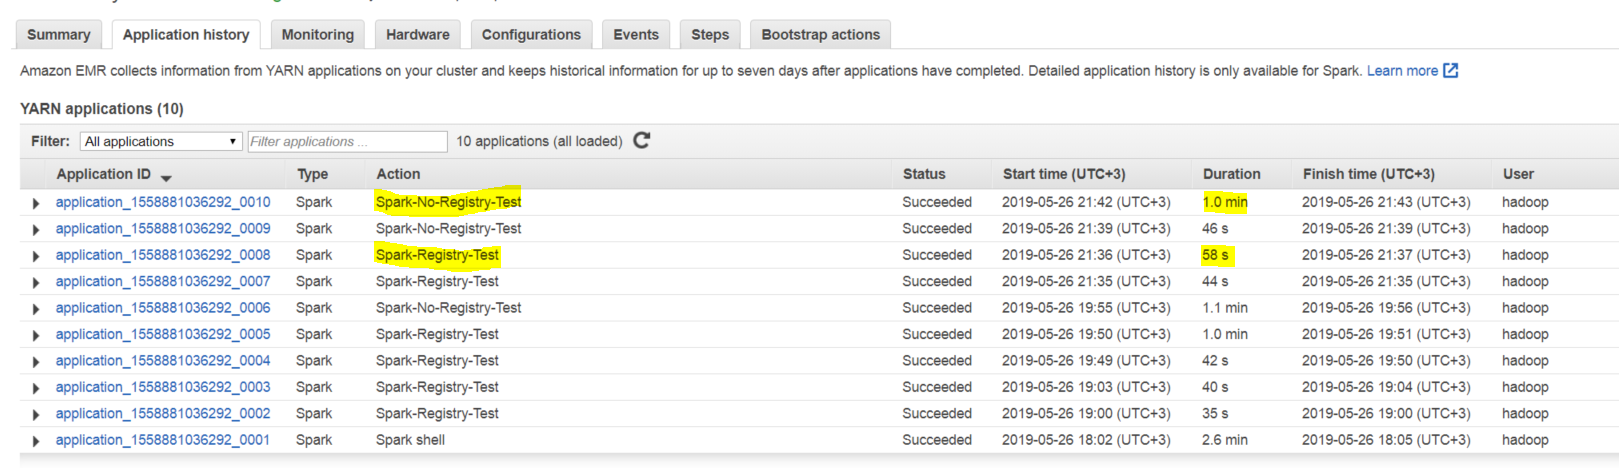 Summary Application history Monitoring Hardware Configurations Events Steps Bootstrap actions
Amazon EMR collects information from YARN applications on your cluster and keeps historical information for up to seven days after applications have completed. Detailed application history is only available for Spark. Learn more
YARN applications (10)
Filter: All applications Filter applications ... 10 applications (all loaded)
Application ID Type Action Status Start time (UTC+3) Duration Finish time (UTC+3) User
application_1558881036292_0010 Spark Spark-No-Registry-Test Succeeded 2019-05-26 21:42 (UTC+3) 1.0 min 2019-05-26 21:43 (UTC+3) hadoop
application_1558881036292_0009 Spark Spark-No-Registry-Test Succeeded 2019-05-26 21:39 (UTC+3) 46 s 2019-05-26 21:39 (UTC+3) hadoop
application_1558881036292_0008 Spark Spark-Registry-Test Succeeded 2019-05-26 21:36 (UTC+3) 58 s 2019-05-26 21:37 (UTC+3) hadoop
application_1558881036292_0007 Spark Spark-Registry-Test Succeeded 2019-05-26 21:35 (UTC+3) 44 s 2019-05-26 21:35 (UTC+3) hadoop
application_1558881036292_0006 Spark Spark-No-Registry-Test Succeeded 2019-05-26 19:55 (UTC+3) 1.1 min 2019-05-26 19:56 (UTC+3) hadoop
application_1558881036292_0005 Spark Spark-Registry-Test Succeeded 2019-05-26 19:50 (UTC+3) 1.0 min 2019-05-26 19:51 (UTC+3) hadoop
application_1558881036292_0004 Spark Spark-Registry-Test Succeeded 2019-05-26 19:49 (UTC+3) 42 s 2019-05-26 19:50 (UTC+3) hadoop
application_1558881036292_0003 Spark Spark-Registry-Test Succeeded 2019-05-26 19:03 (UTC+3) 40 s 2019-05-26 19:04 (UTC+3) hadoop
application_1558881036292_0002 Spark Spark-Registry-Test Succeeded 2019-05-26 19:00 (UTC+3) 35 s 2019-05-26 19:00 (UTC+3) hadoop
application_1558881036292_0001 Spark Spark shell Succeeded 2019-05-26 18:02 (UTC+3) 2.6 min 2019-05-26 18:05 (UTC+3) hadoop